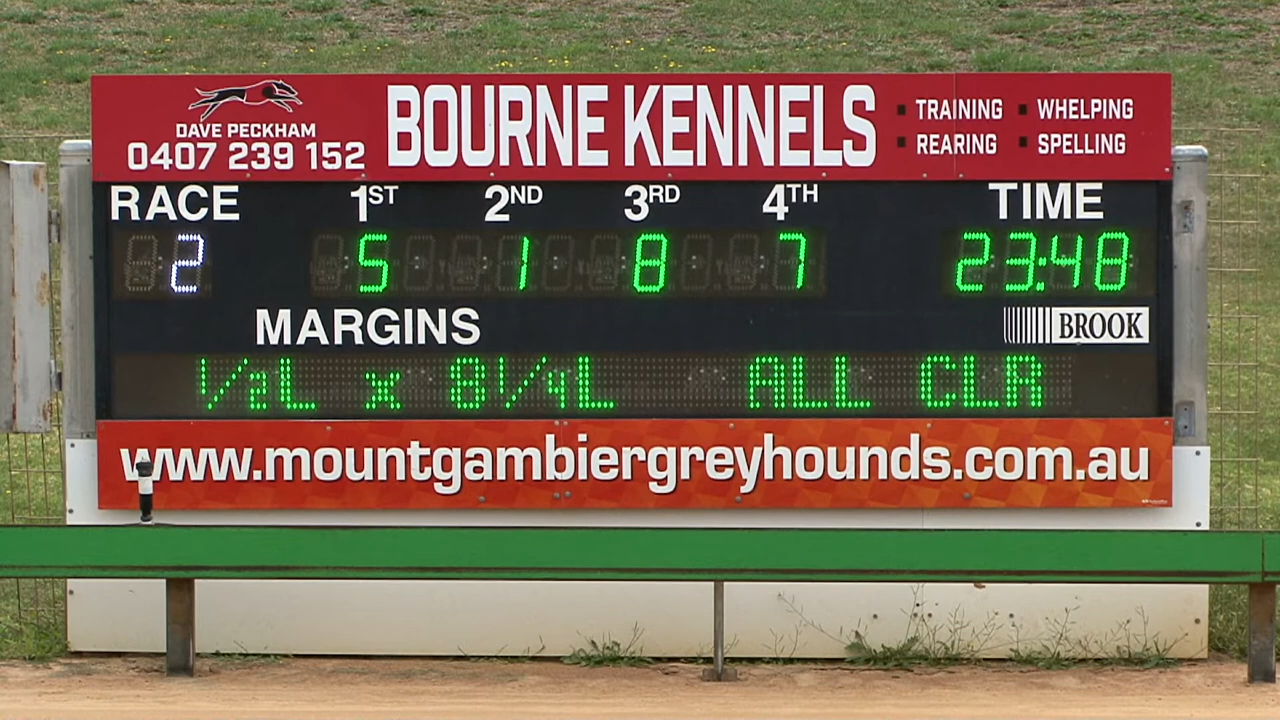 DAVE PECKHAM
0407 239 152
BOURNE KENNELS
TRAINING
WHELPING
REARING
SPELLING
RACE 1ST 2ND 3RD 4TH TIME
2 5 1 8 7 23:48
MARGINS
BROOK
1/2L x 8 1/4L ALL CLR
www.mountgambiergreyhounds.com.au